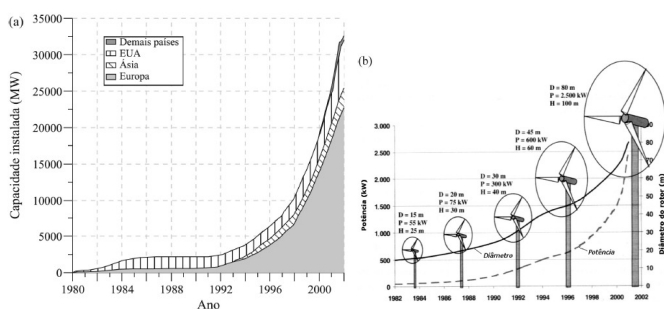 (a)
Capacidade instalada (MW)
35000
30000
25000
20000
15000
10000
5000
0
Demais países
EUA
Ásia
Europa
1980 1984 1988 1992 1996 2000
Ano
(b)
D = 80 m
P = 2.500 kW
H = 100 m
D = 45 m
P = 600 kW
H = 60 m
D = 30 m
P = 300 kW
H = 40 m
D = 20 m
P = 75 kW
H = 30 m
D = 15 m
P = 55 kW
H = 25 m
Potência (kW)
3.000
2.500
2.000
1.500
1.000
500
0
Diâmetro
Potência
90
80
70
60
50
40
30
20
10
0
Diâmetro do rotor (m)
1982 1984 1986 1988 1990 1992 1994 1996 1998 2000 2002